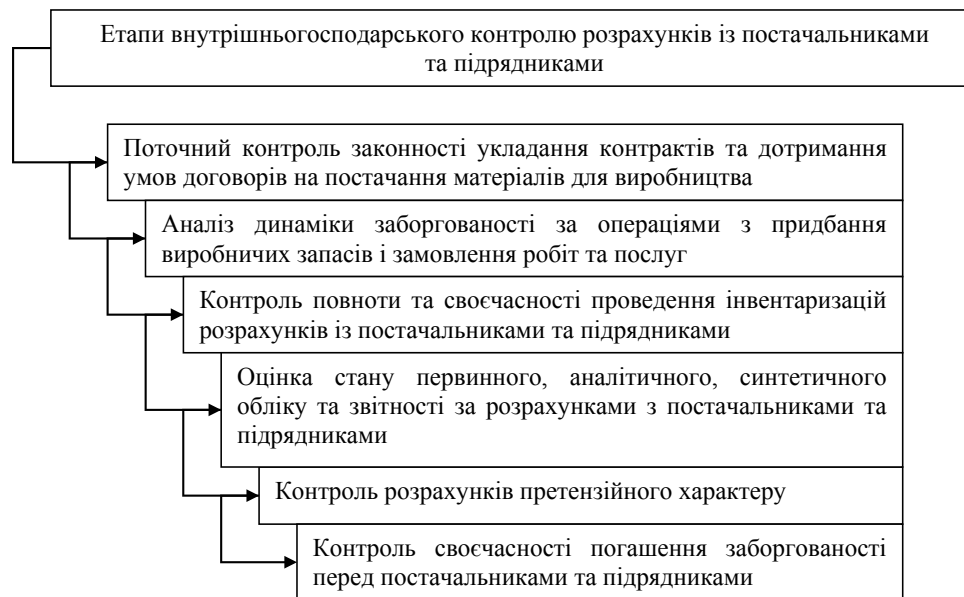 Етапи внутрішньогосподарського контролю розрахунків із постачальниками
та підрядниками
Поточний контроль законності укладання контрактів та дотримання
умов договорів на постачання матеріалів для виробництва
Аналіз динаміки заборгованості за операціями з придбання
виробничих запасів і замовлення робіт та послуг
Контроль повноти та своєчасності проведення інвентаризацій
розрахунків із постачальниками та підрядниками
Оцінка стану первинного, аналітичного, синтетичного
обліку та звітності за розрахунками з постачальниками та
підрядниками
Контроль розрахунків претензійного характеру
Контроль своєчасності погашення заборгованості
перед постачальниками та підрядниками